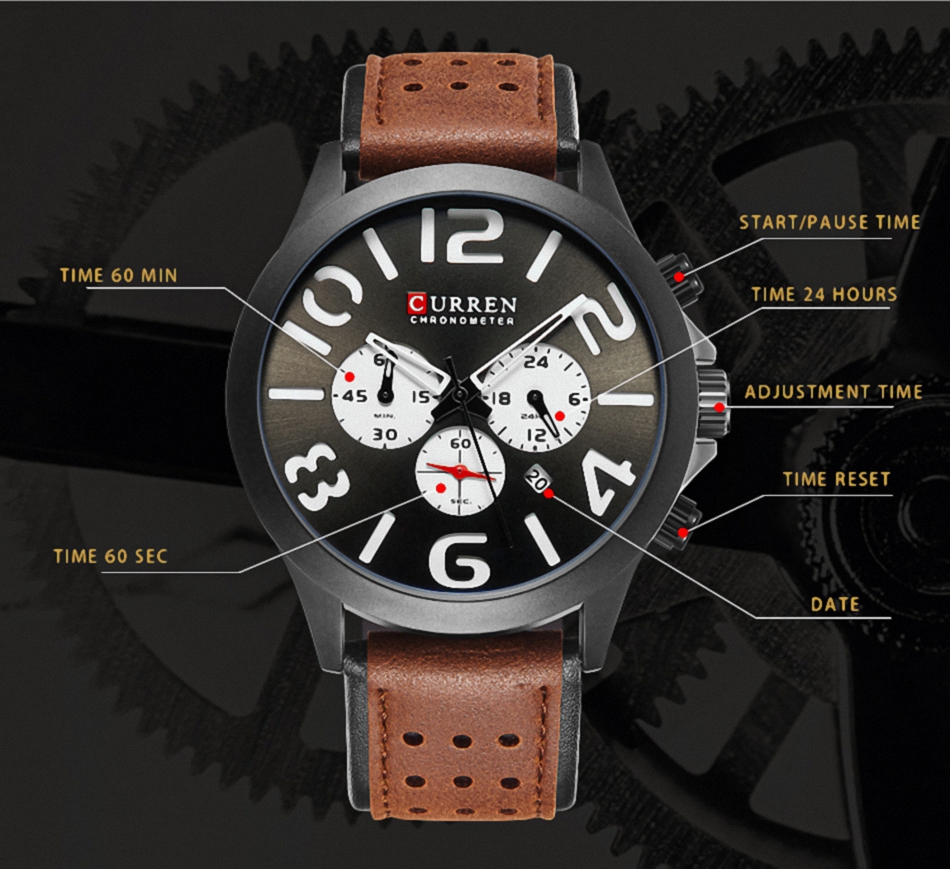 START/PAUSE TIME
TIME 60 MIN
TIME 24 HOURS
ADJUSTMENT TIME
TIME RESET
TIME 60 SEC
DATE
12
10
2
CURREN
CHRONOMETER
24
45 15
18 6
MIN.
24H
30
12
60
SEC.
20
8
4
6